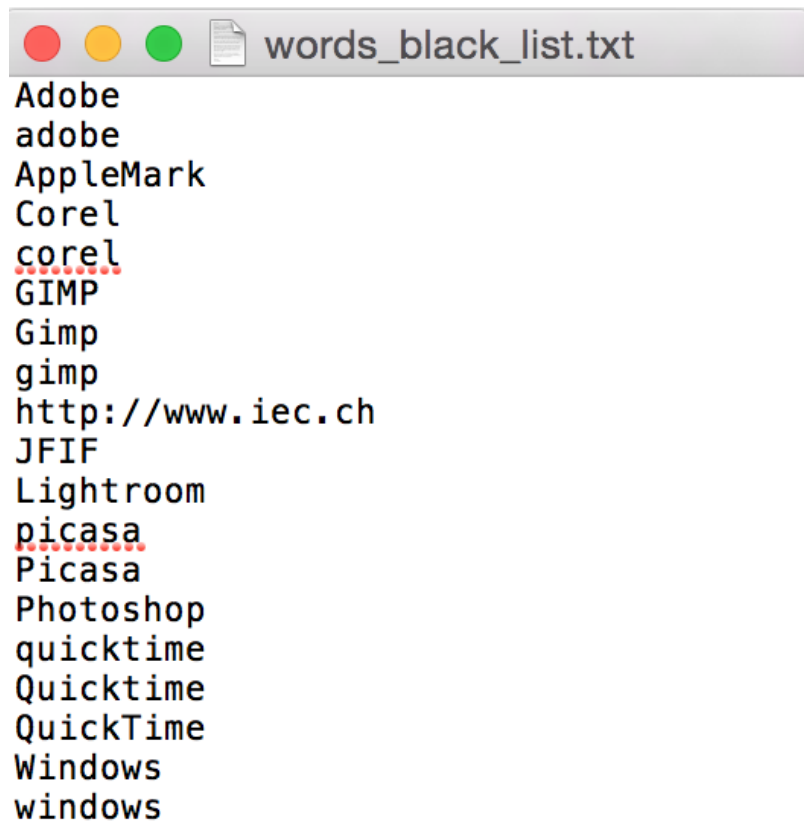 words_black_list.txt
Adobe
adobe
AppleMark
Corel
corel
GIMP
Gimp
gimp
http://www.iec.ch
JFIF
Lightroom
picasa
Picasa
Photoshop
quicktime
Quicktime
QuickTime
Windows
windows